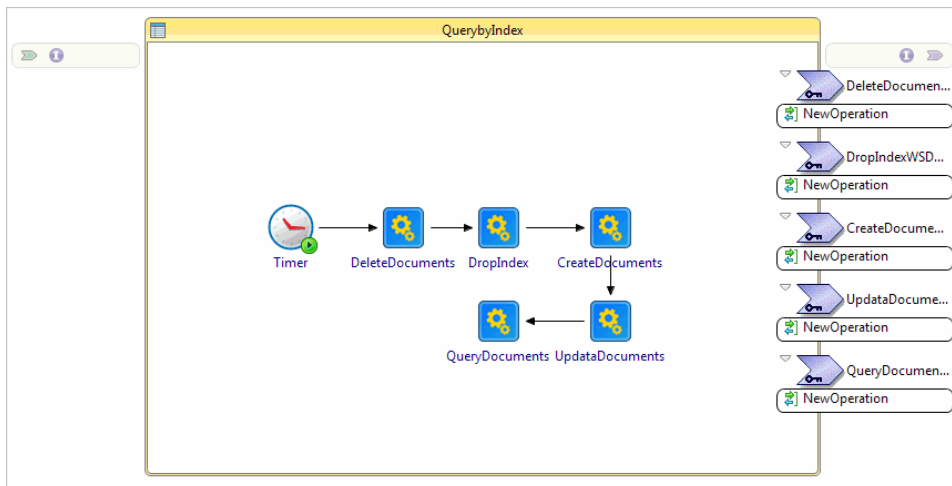 QuerybyIndex
DeleteDocumen...
NewOperation
DropIndexWSD...
NewOperation
CreateDocume...
NewOperation
UpdataDocume...
NewOperation
QueryDocumen...
NewOperation
Timer
DeleteDocuments
DropIndex
CreateDocuments
QueryDocuments
UpdataDocuments